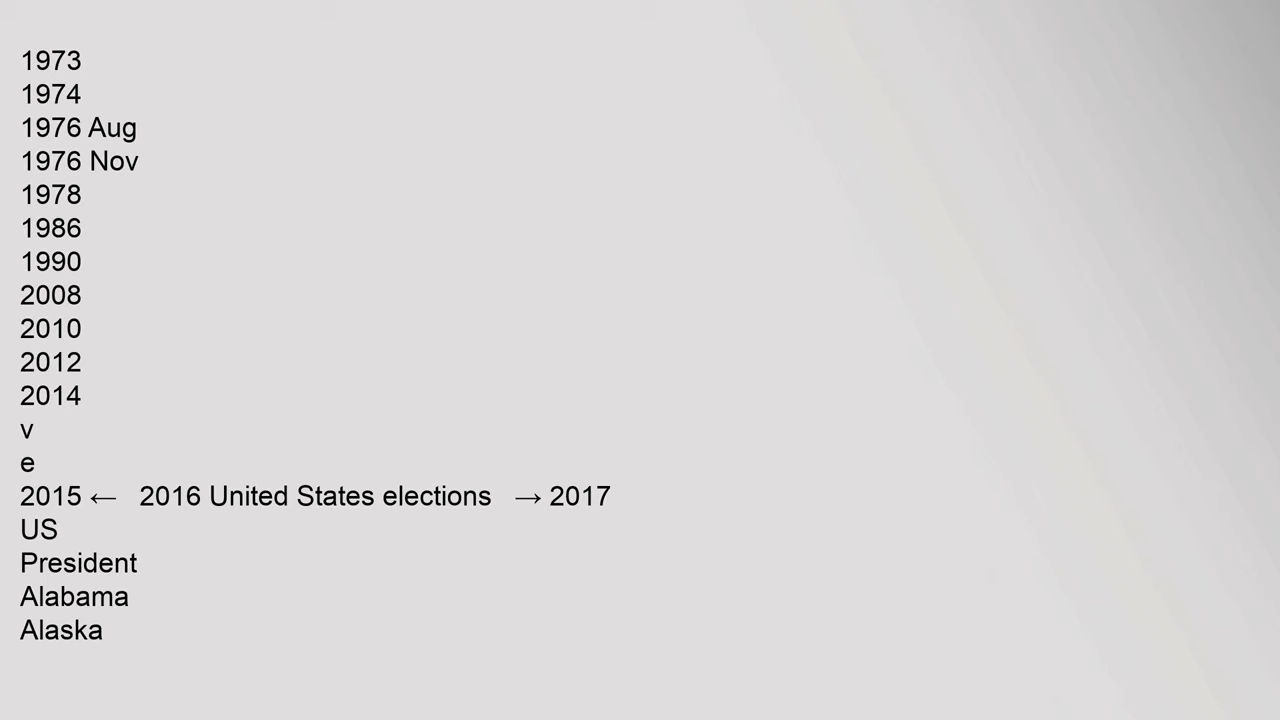 1973
1974
1976 Aug
1976 Nov
1978
1986
1990
2008
2010
2012
2014
v
e
2015 ← 2016 United States elections → 2017
US
President
Alabama
Alaska